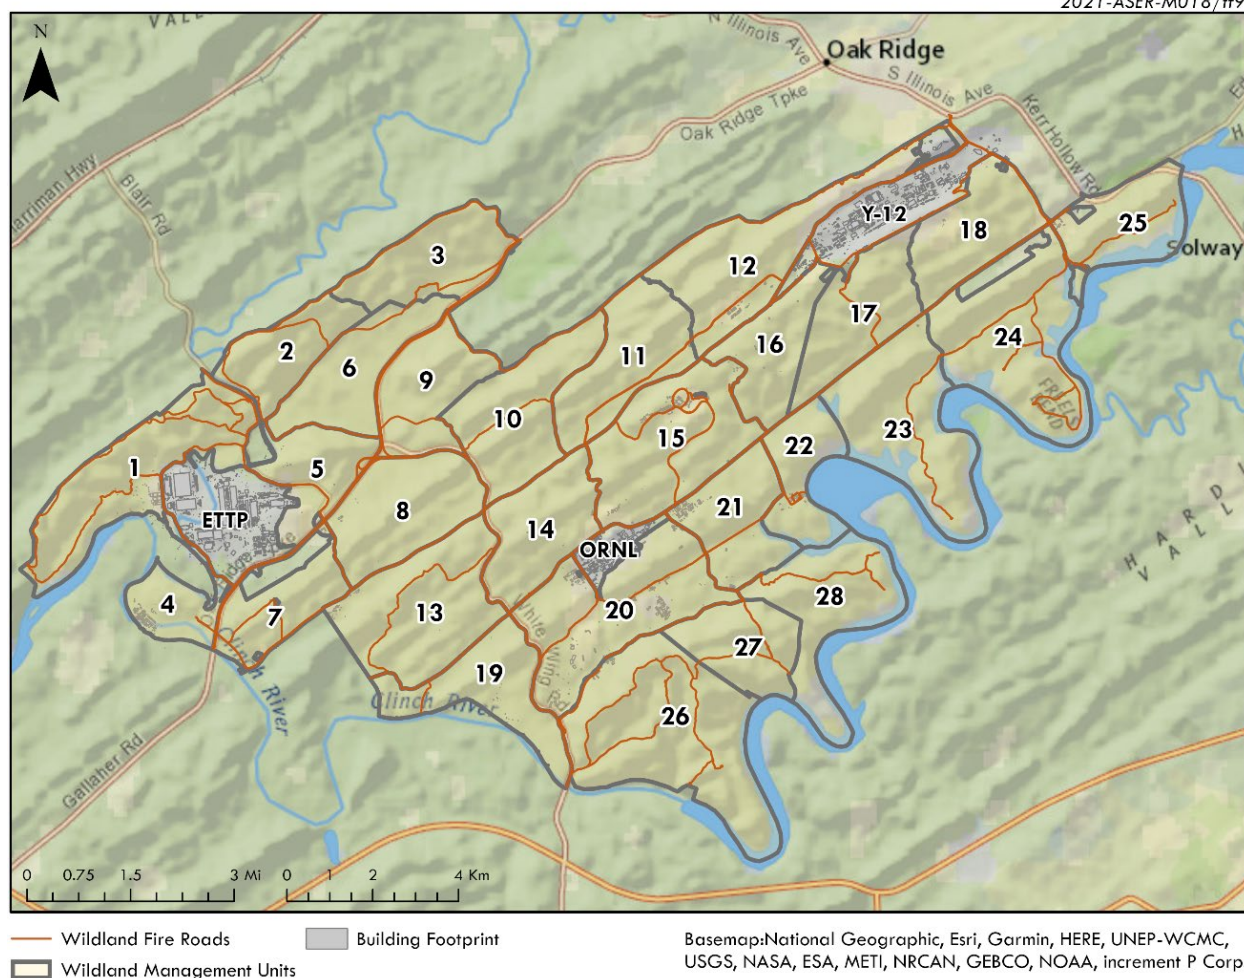 N
Oak Ridge
N Illinois Ave
S Illinois Ave
Oak Ridge Tpke
Kerr Hollow Rd
Blair Rd
Y-12
3
12
18
25
Solway
2
6
9
11
16
17
24
FREELS
BEND
10
15
22
23
1
5
8
14
21
ETTP
ORNL
4
7
13
20
28
19
27
26
White Wing Rd
Clinch River
Clinch River
Gallaher Rd
0 0.75 1.5 3 Mi 0 1 2 4 Km
Wildland Fire Roads
Building Footprint
Wildland Management Units
Basemap:National Geographic, Esri, Garmin, HERE, UNEP-WCMC,
USGS, NASA, ESA, METI, NRCAN, GEBCO, NOAA, increment P Corp